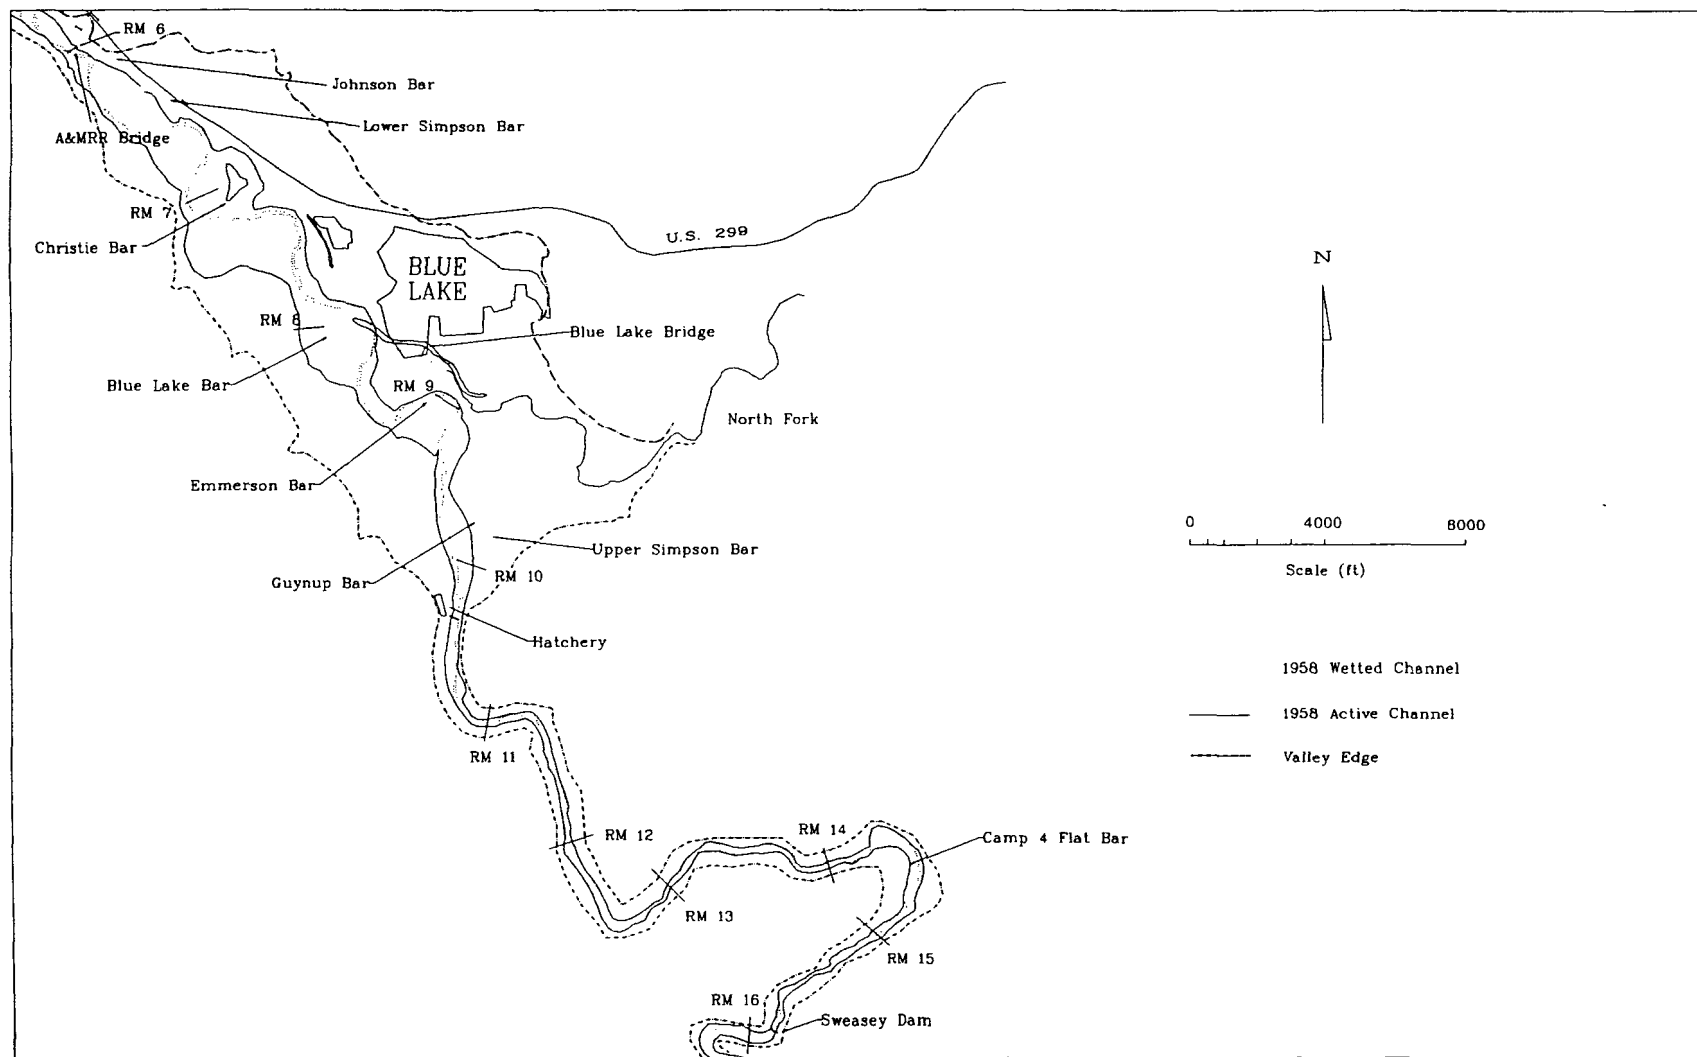 RM 6
Johnson Bar
Lower Simpson Bar
A&MRR Bridge
RM 7
Christie Bar
U.S. 299
BLUE
LAKE
N
RM 8
Blue Lake Bridge
Blue Lake Bar
RM 9
North Fork
Emmerson Bar
0 4000 8000
Scale (ft)
Upper Simpson Bar
Guynup Bar
RM 10
Hatchery
1958 Wetted Channel
1958 Active Channel
Valley Edge
RM 11
RM 12
RM 14
Camp 4 Flat Bar
RM 13
RM 15
RM 16
Sweasey Dam